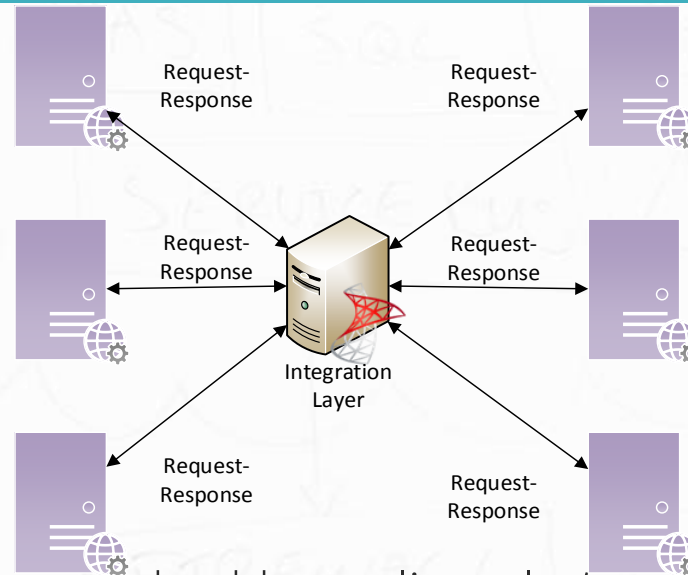 Request-
Response
Request-
Response
Request-
Response
Request-
Response
Integration
Layer
Request-
Response
Request-
Response